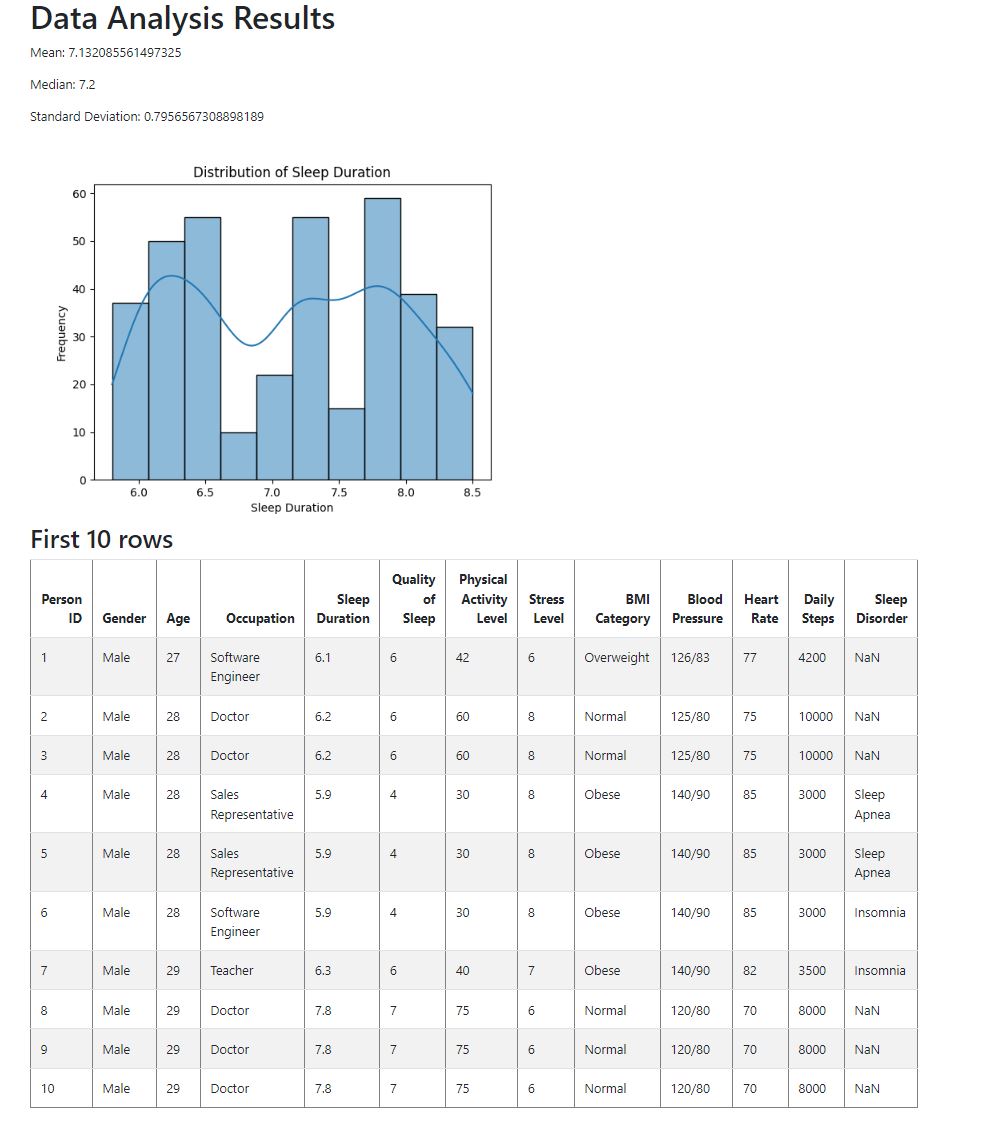 Data Analysis Results
Mean: 7.132085561497325
Median: 7.2
Standard Deviation: 0.7956567308898189
Distribution of Sleep Duration
60
50
40
30
20
10
0
Frequency
6.0 6.5 7.0 7.5 8.0 8.5
Sleep Duration
First 10 rows
Person ID Gender Age Occupation Sleep Duration Quality of Sleep Physical Activity Level Stress Level BMI Category Blood Pressure Heart Rate Daily Steps Sleep Disorder
1 Male 27 Software Engineer 6.1 6 42 6 Overweight 126/83 77 4200 NaN
2 Male 28 Doctor 6.2 6 60 8 Normal 125/80 75 10000 NaN
3 Male 28 Doctor 6.2 6 60 8 Normal 125/80 75 10000 NaN
4 Male 28 Sales Representative 5.9 4 30 8 Obese 140/90 85 3000 Sleep Apnea
5 Male 28 Sales Representative 5.9 4 30 8 Obese 140/90 85 3000 Sleep Apnea
6 Male 28 Software Engineer 5.9 4 30 8 Obese 140/90 85 3000 Insomnia
7 Male 29 Teacher 6.3 6 40 7 Obese 140/90 82 3500 Insomnia
8 Male 29 Doctor 7.8 7 75 6 Normal 120/80 70 8000 NaN
9 Male 29 Doctor 7.8 7 75 6 Normal 120/80 70 8000 NaN
10 Male 29 Doctor 7.8 7 75 6 Normal 120/80 70 8000 NaN